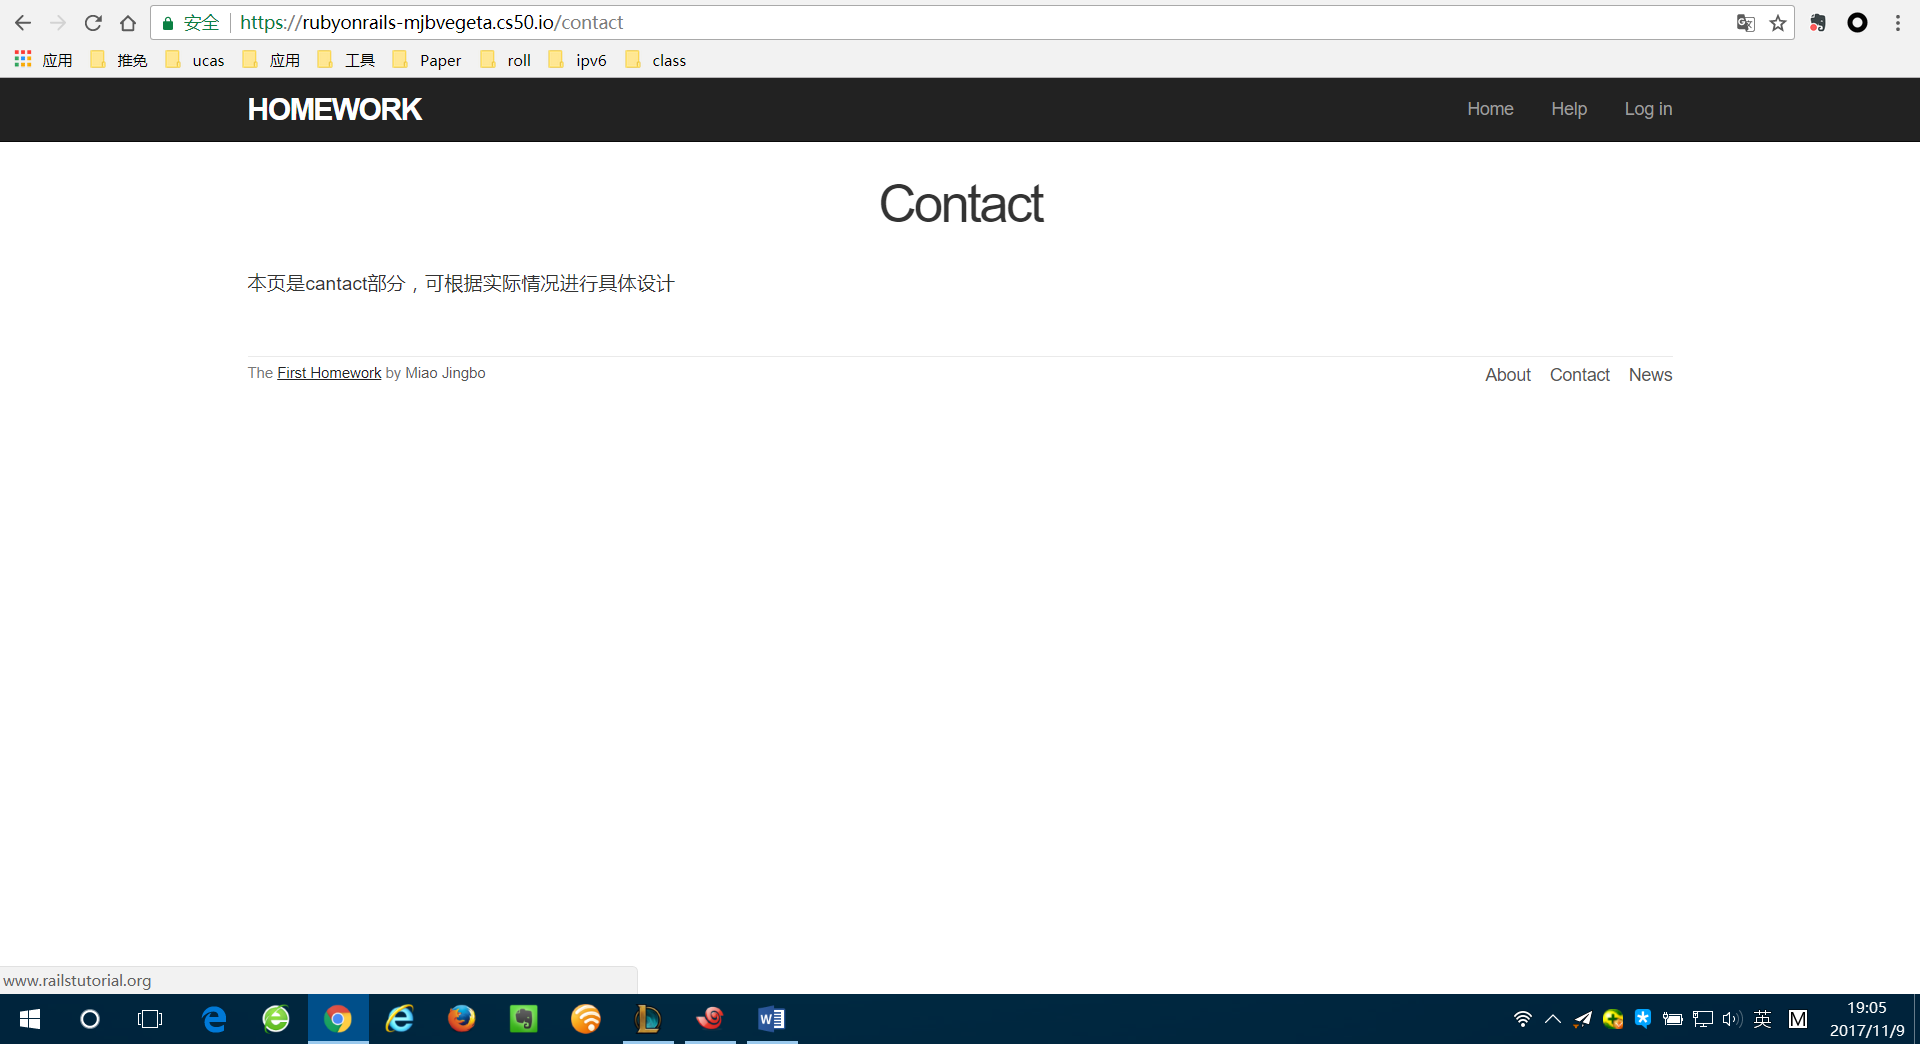 安全 https://rubyonrails-mjbvegeta.cs50.io/contact
应用 推免 ucas 应用 工具 Paper roll ipv6 class
HOMEWORK Home Help Log in
Contact
本页是cantact部分，可根据实际情况进行具体设计
The First Homework by Miao Jingbo About Contact News
www.railstutorial.org
英 M 19:05
2017/11/9